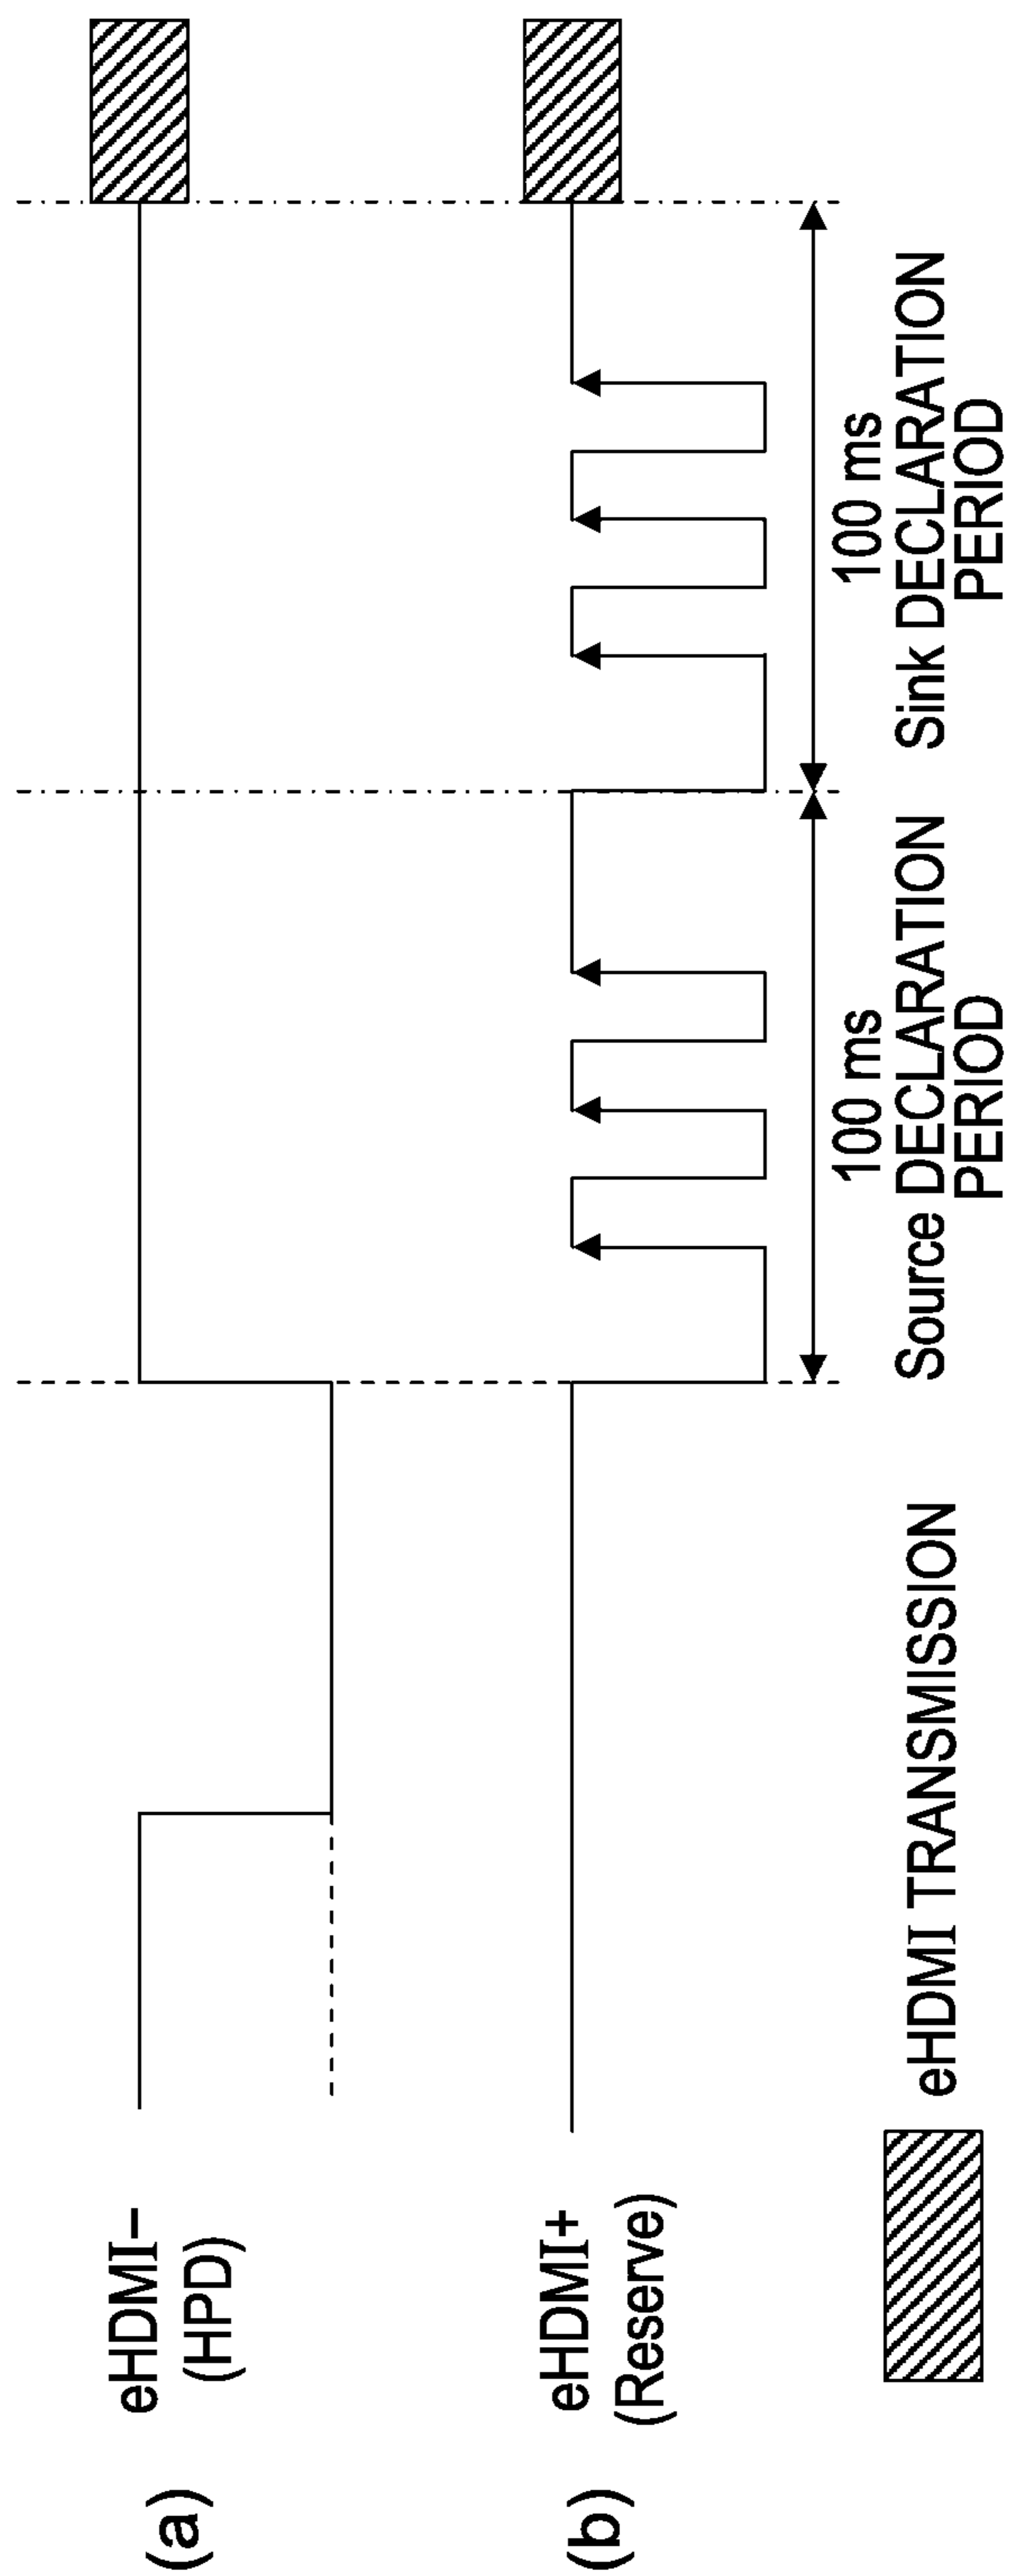 (a)
eHDMI−
(HPD)
(b)
eHDMI+
(Reserve)
100 ms
Source DECLARATION
PERIOD
100 ms
Sink DECLARATION
PERIOD
eHDMI TRANSMISSION